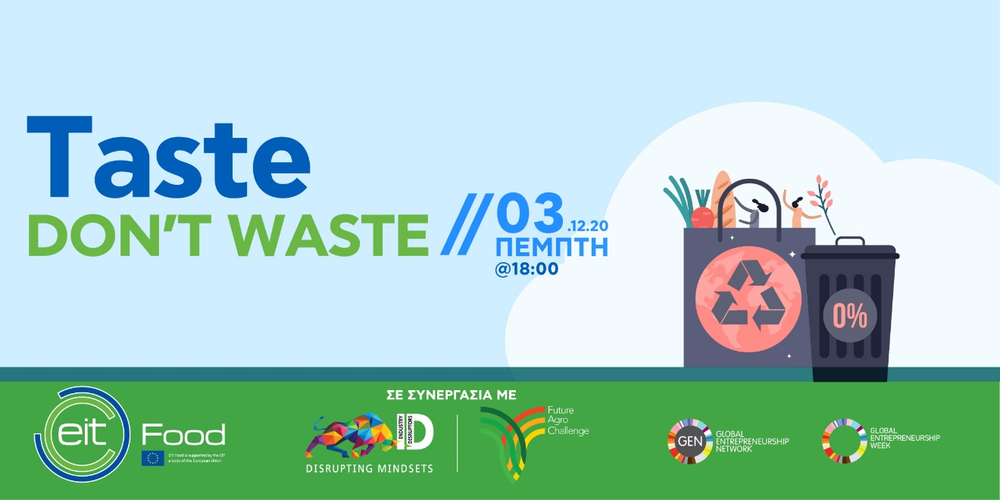 Taste
DON'T WASTE
//03.12.20
ΠΕΜΠΤΗ
@18:00
0%
ΣΕ ΣΥΝΕΡΓΑΣΙΑ ΜΕ
eit Food
EIT Food is supported by the EIT
a body of the European Union
INDUSTRY
DISRUPTORS
ID
DISRUPTING MINDSETS
Future
Agro
Challenge
GEN
GLOBAL
ENTREPRENEURSHIP
NETWORK
GLOBAL
ENTREPRENEURSHIP
WEEK